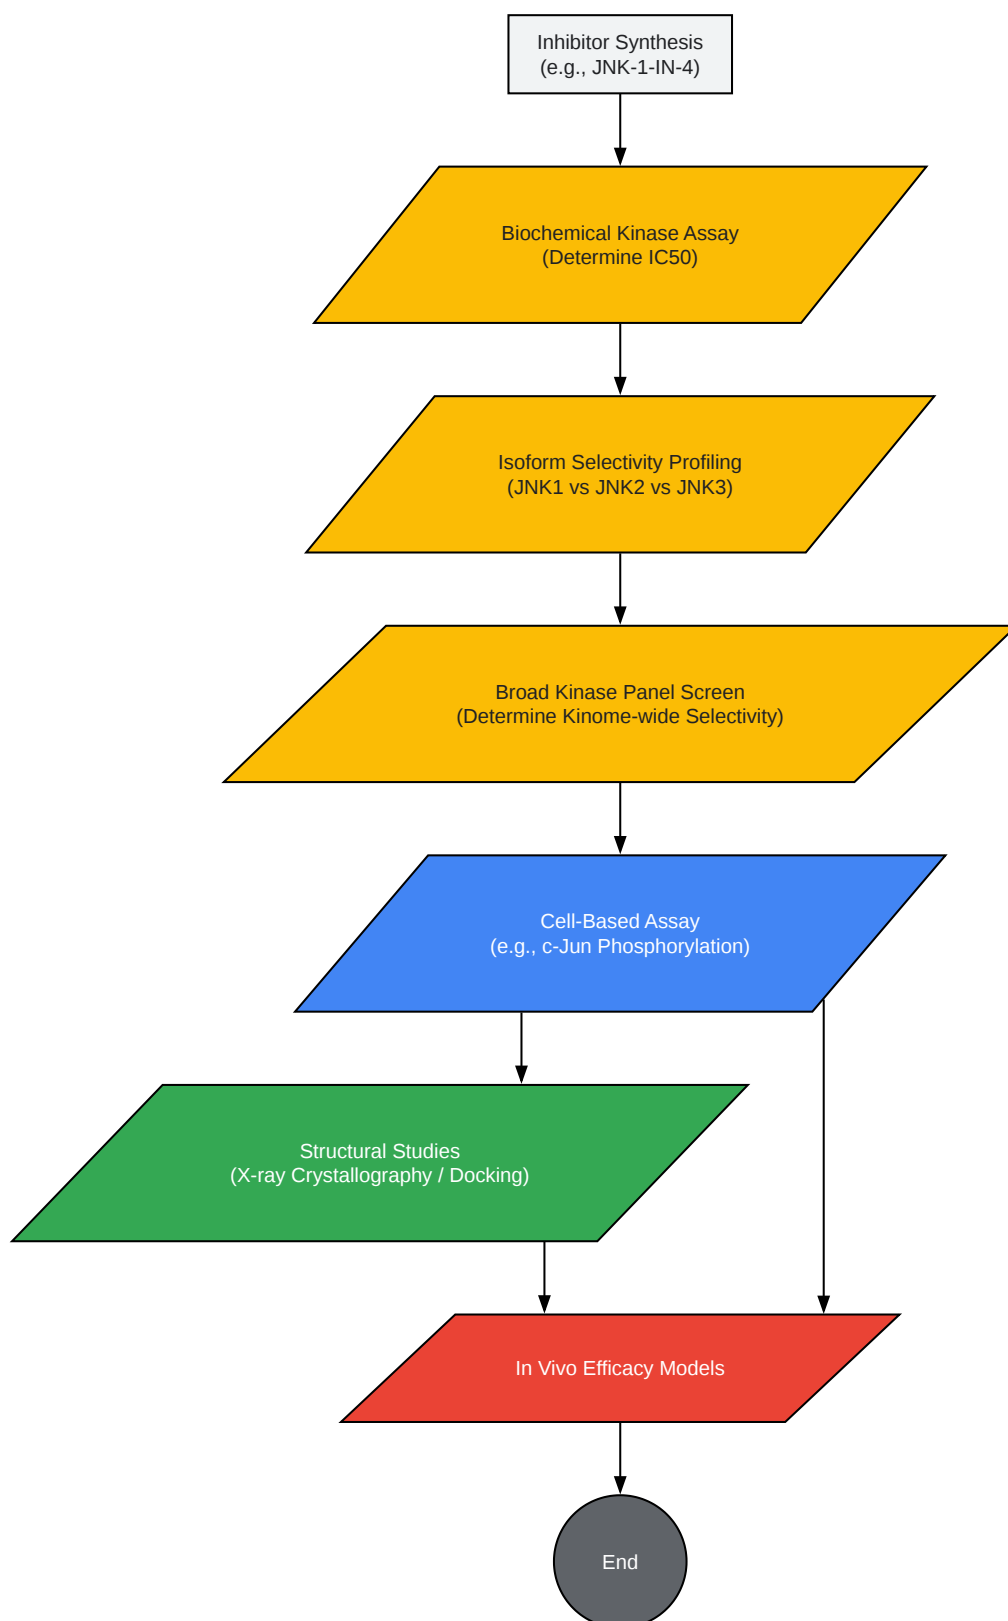 Inhibitor Synthesis
(e.g., JNK-1-IN-4)
Biochemical Kinase Assay
(Determine IC50)
Isoform Selectivity Profiling
(JNK1 vs JNK2 vs JNK3)
Broad Kinase Panel Screen
(Determine Kinome-wide Selectivity)
Cell-Based Assay
(e.g., c-Jun Phosphorylation)
Structural Studies
(X-ray Crystallography / Docking)
In Vivo Efficacy Models
End